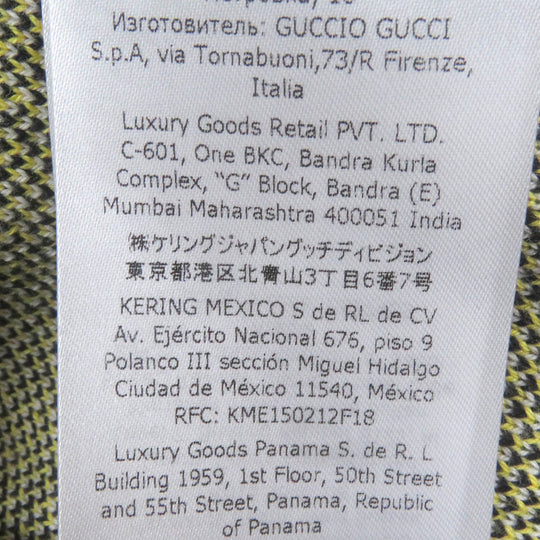 Изготовитель: GUCCIO GUCCI
S.p.A, via Tornabuoni,73/R Firenze,
Italia
Luxury Goods Retail PVT. LTD.
C-601, One BKC, Bandra Kurla
Complex, “G” Block, Bandra (E)
Mumbai Maharashtra 400051 India
㈱ケリングジャパングッチディビジョン
東京都港区北青山3丁目6番7号
KERING MEXICO S de RL de CV
Av. Ejército Nacional 676, piso 9
Polanco III sección Miguel Hidalgo
Ciudad de México 11540, México
RFC: KME150212F18
Luxury Goods Panama S. de R. L
Building 1959, 1st Floor, 50th Street
and 55th Street, Panama, Republic
of Panama